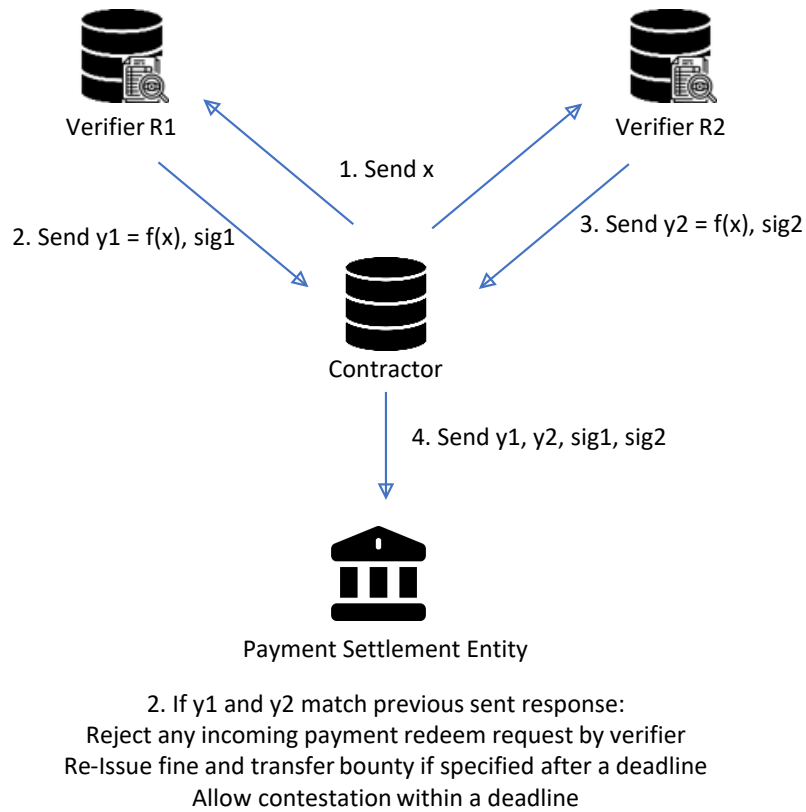 Verifier R1
Verifier R2
1. Send x
2. Send y1 = f(x), sig1
3. Send y2 = f(x), sig2
Contractor
4. Send y1, y2, sig1, sig2
Payment Settlement Entity
2. If y1 and y2 match previous sent response:
Reject any incoming payment redeem request by verifier
Re-Issue fine and transfer bounty if specified after a deadline
Allow contestation within a deadline